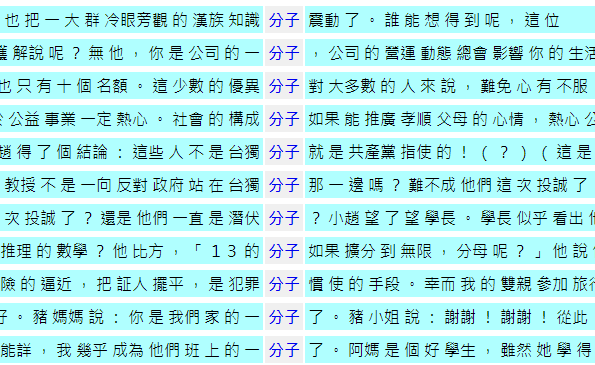 也把一大群冷眼旁觀的漢族知識 分子 震動了。誰能想得到呢，這位
解說呢？無他，你是公司的一 分子 ，公司的營運動態總會影響你的生活
也只有十個名額。這少數的優異 分子 對大多數的人來說，難免心有不服
公益事業一定熱心。社會的構成 分子 如果能推廣孝順父母的心情，熱心公
趙得了個結論：這些人不是台獨 分子 就是共產黨指使的！（？）（這是
教授不是一向反對政府站在台獨 分子 那一邊嗎？難不成他們這次投誠了
次投誠了？還是他們一直是潛伏 分子 ？小趙望了望學長。學長似乎看出他
推理的數學？他比方，「１３的 分子 如果擴分到無限，分母呢？」他說
險的逼近，把証人擺平，是犯罪 分子 慣使的手段。幸而我的雙親參加旅行
好。豬媽媽說：你是我們家的一 分子 了。豬小姐說：謝謝！謝謝！從此
能詳，我幾乎成為他們班上的一 分子 了。阿媽是個好學生，雖然她學得